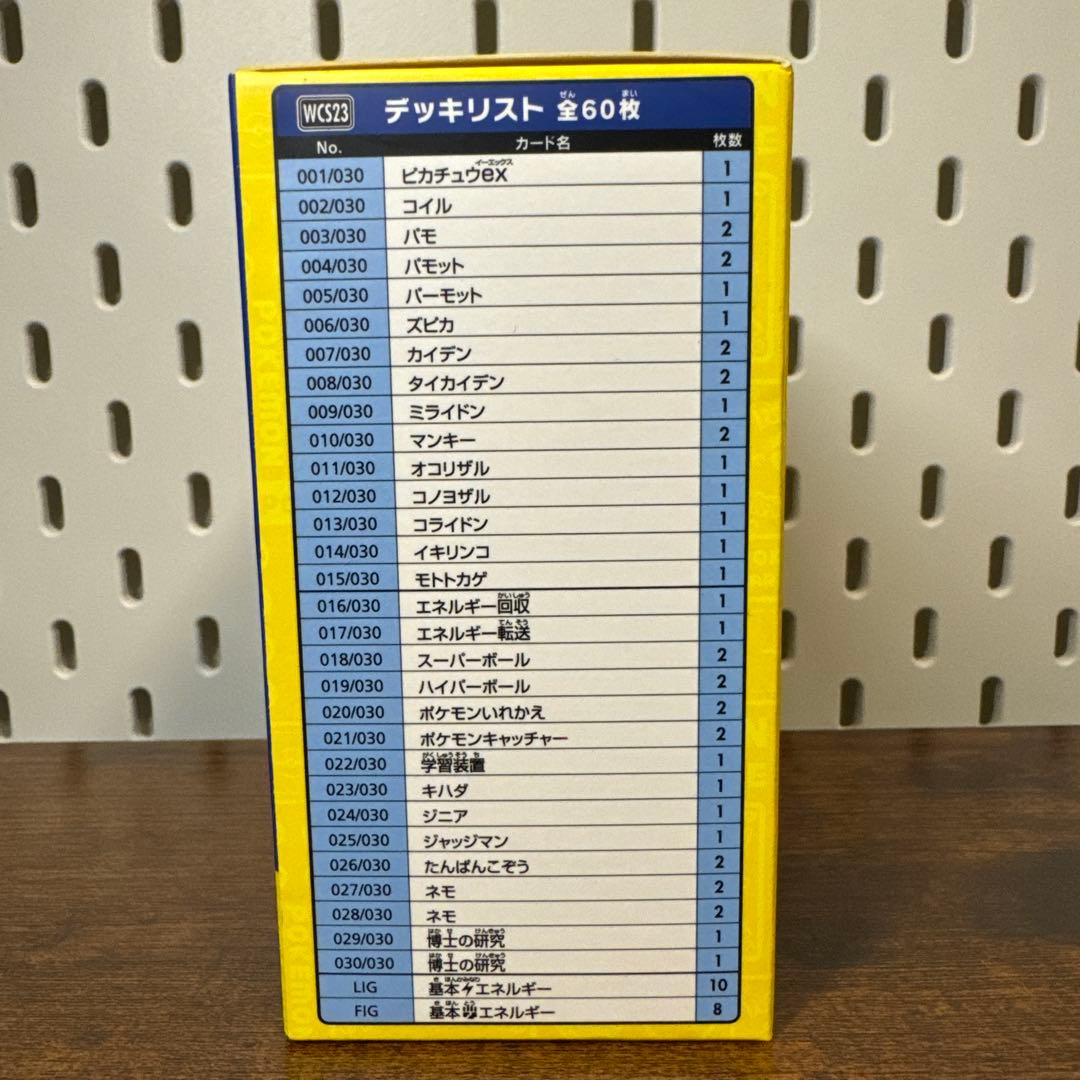 WCS23 デッキリスト 全60枚
No. カード名 枚数
001/030 ピカチュウex 1
002/030 コイル 1
003/030 パモ 2
004/030 パモット 2
005/030 パーモット 1
006/030 ズピカ 1
007/030 カイデン 2
008/030 タイカイデン 2
009/030 ミライドン 1
010/030 マンキー 2
011/030 オコリザル 1
012/030 コノヨザル 1
013/030 コライドン 1
014/030 イキリンコ 1
015/030 モトトカゲ 1
016/030 エネルギー回収 1
017/030 エネルギー転送 1
018/030 スーパーボール 2
019/030 ハイパーボール 2
020/030 ポケモンいれかえ 2
021/030 ポケモンキャッチャー 2
022/030 学習装置 1
023/030 キハダ 1
024/030 ジニア 1
025/030 ジャッジマン 1
026/030 たんぱんこぞう 2
027/030 ネモ 2
028/030 ネモ 2
029/030 博士の研究 1
030/030 博士の研究 1
LIG 基本エネルギー 10
FIG 基本エネルギー 8
POKEMON